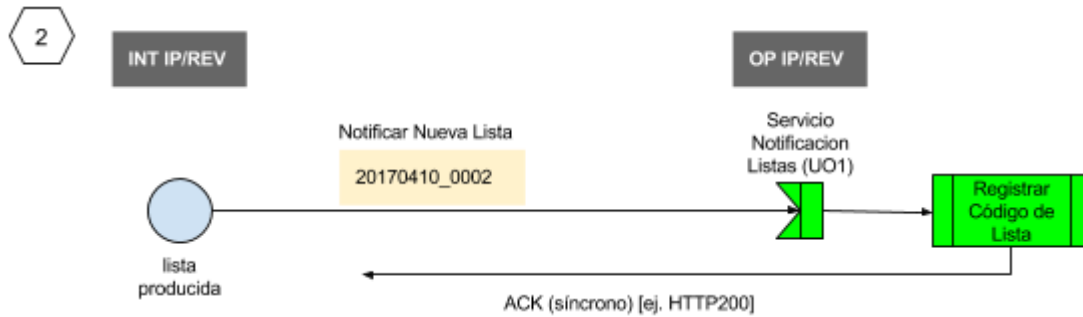 2
INT IP/REV
OP IP/REV
Notificar Nueva Lista
20170410_0002
Servicio
Notificacion
Listas (UO1)
Registrar
Código de
Lista
lista
producida
ACK (síncrono) [ej. HTTP200]